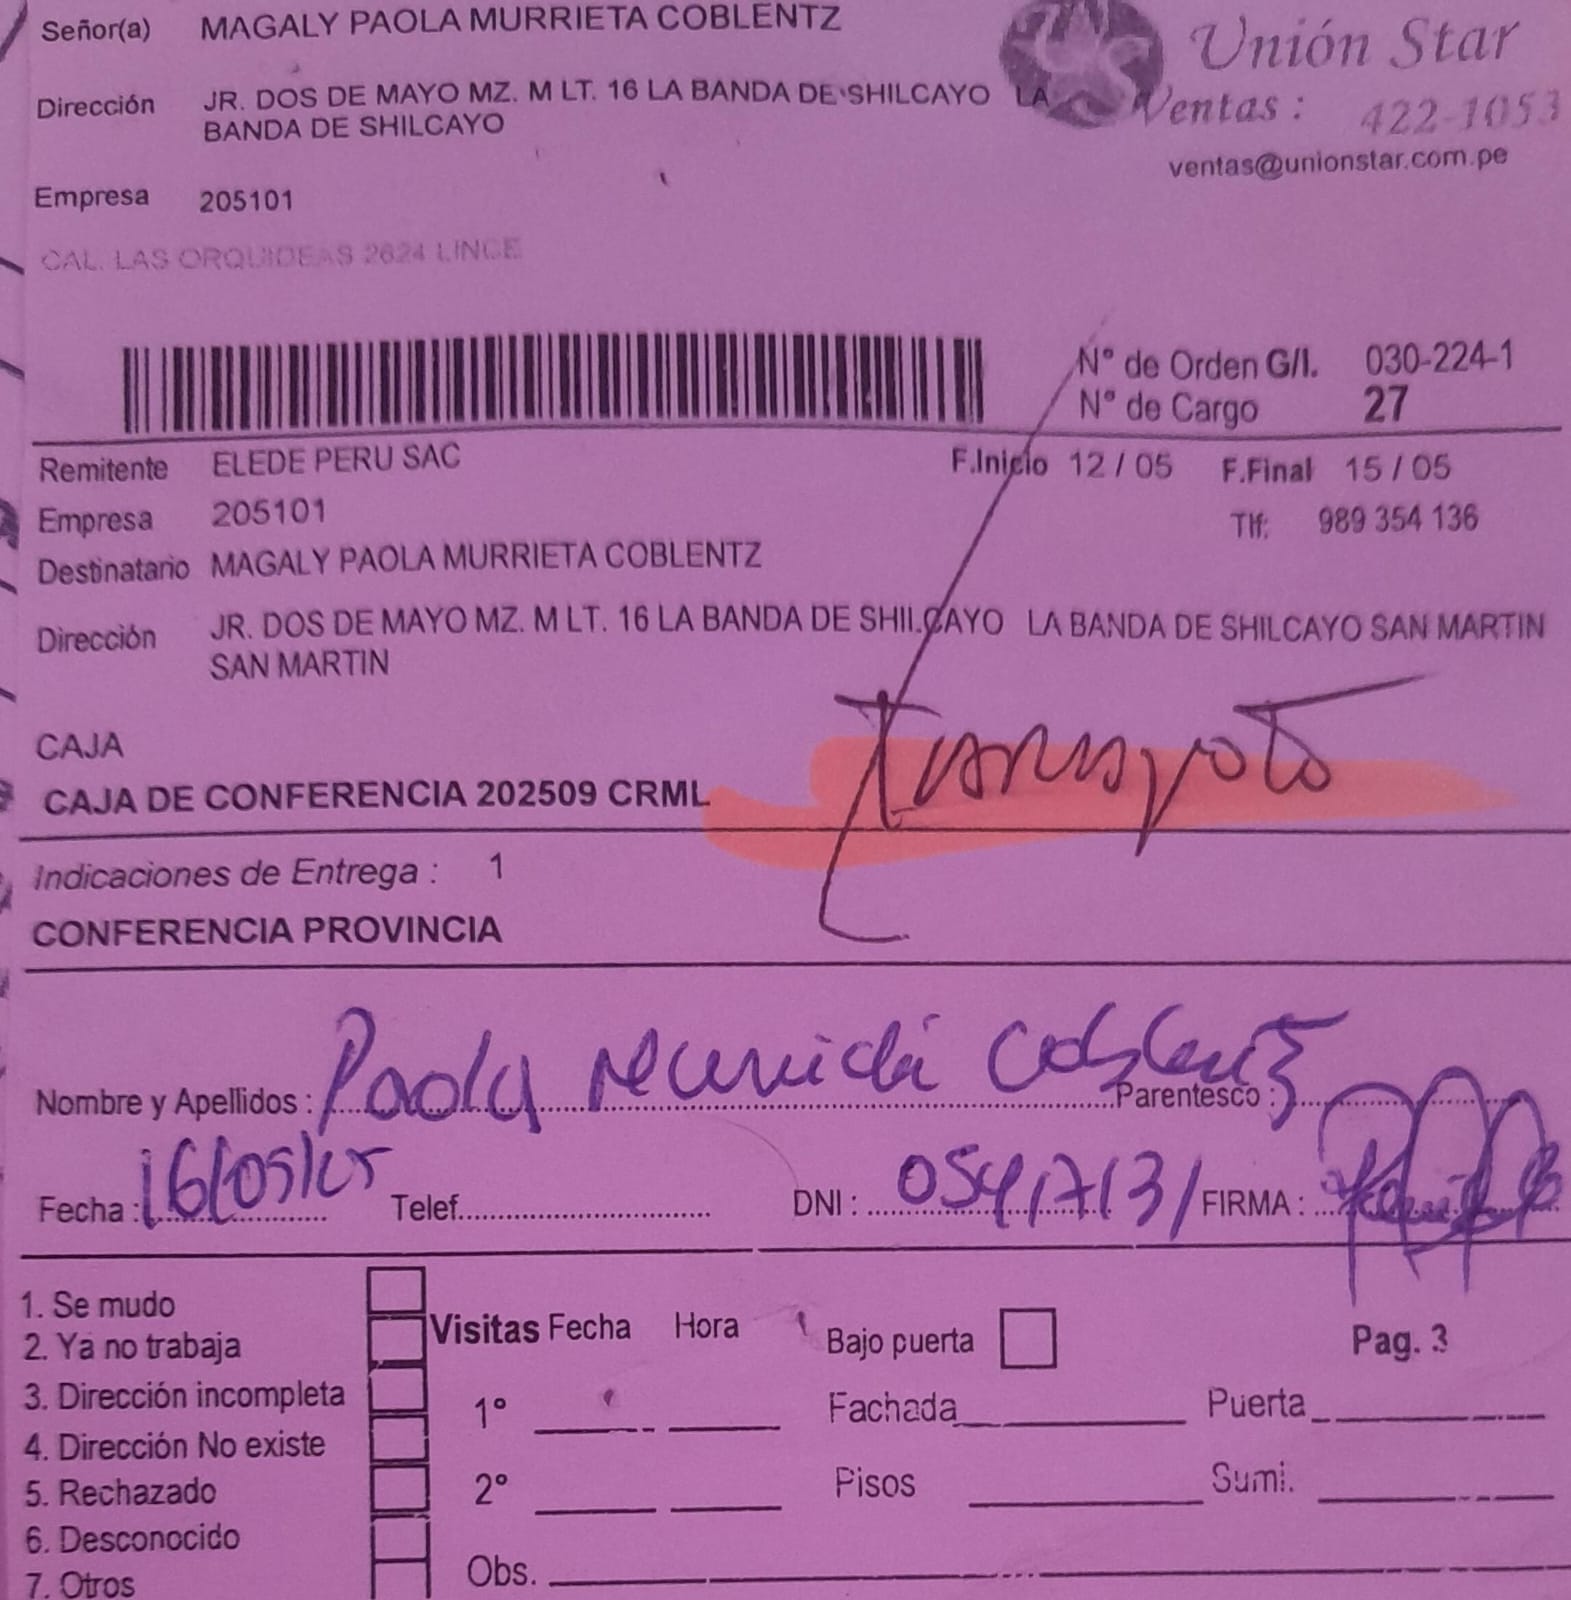 Señor(a) MAGALY PAOLA MURRIETA COBLENTZ
Unión Star
Dirección JR. DOS DE MAYO MZ. M LT. 16 LA BANDA DE SHILCAYO LA
BANDA DE SHILCAYO
Ventas : 422-1053
ventas@unionstar.com.pe
Empresa 205101
CAL. LAS ORQUIDEAS 2624 LINCE
N° de Orden G/I. 030-224-1
N° de Cargo 27
Remitente ELEDE PERU SAC F.Inicio 12 / 05 F.Final 15 / 05
Empresa 205101 Tlf: 989 354 136
Destinatario MAGALY PAOLA MURRIETA COBLENTZ
Dirección JR. DOS DE MAYO MZ. M LT. 16 LA BANDA DE SHILCAYO LA BANDA DE SHILCAYO SAN MARTIN
SAN MARTIN
CAJA
CAJA DE CONFERENCIA 202509 CRML
Indicaciones de Entrega : 1
CONFERENCIA PROVINCIA
Nombre y Apellidos : Paola Murrieta Coblentz Parentesco :
Fecha : 16/05/25 Telef. DNI : FIRMA :
1. Se mudo
2. Ya no trabaja
3. Dirección incompleta
4. Dirección No existe
5. Rechazado
6. Desconocido
7. Otros
Visitas Fecha Hora Bajo puerta Pag. 3
1° Fachada Puerta
2° Pisos Sumi.
Obs.